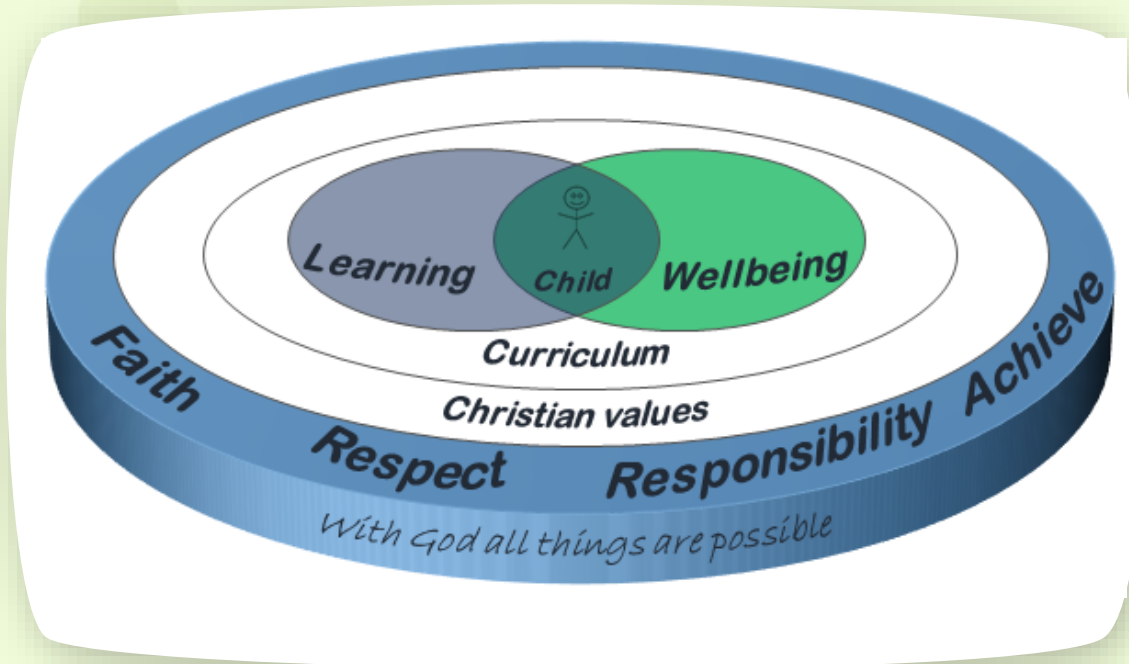 Learning
Child
Wellbeing
Curriculum
Christian values
Faith
Respect
Responsibility
Achieve
With God all things are possible